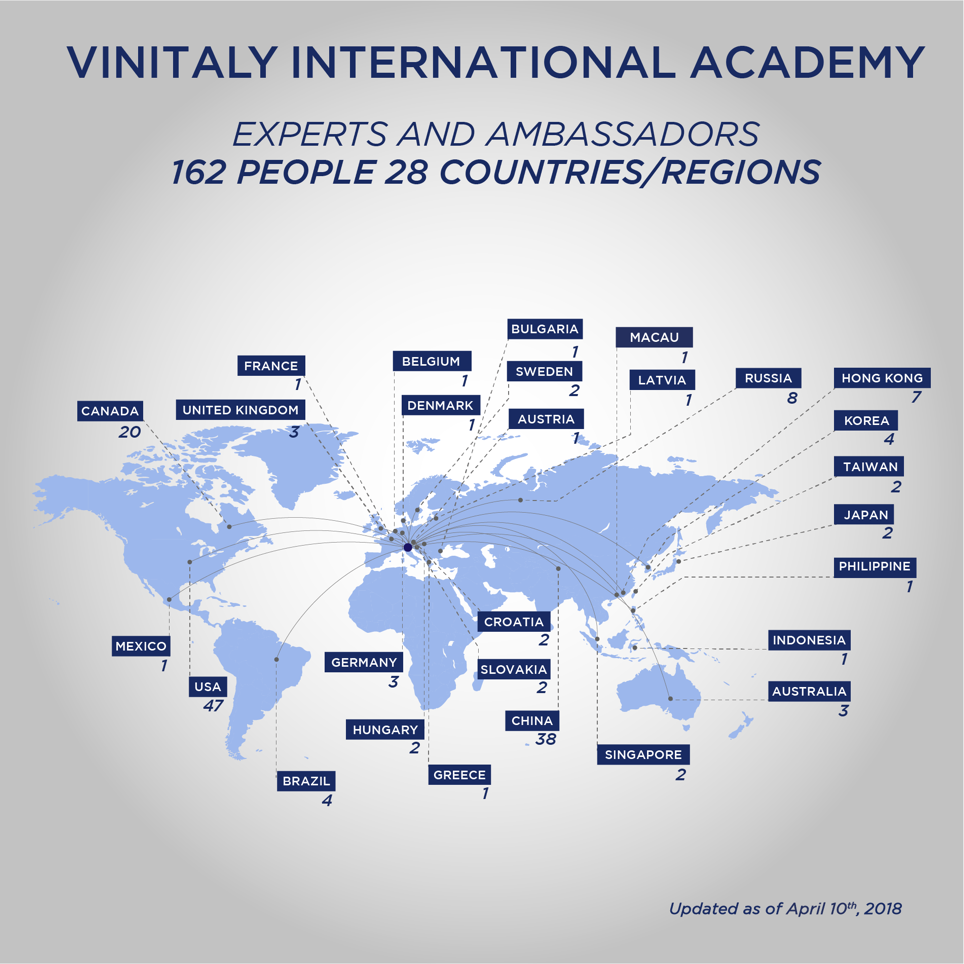 VINITALY INTERNATIONAL ACADEMY
EXPERTS AND AMBASSADORS
162 PEOPLE 28 COUNTRIES/REGIONS
BULGARIA
1
MACAU
1
FRANCE
1
BELGIUM
1
SWEDEN
2
LATVIA
1
RUSSIA
8
HONG KONG
7
CANADA
20
UNITED KINGDOM
3
DENMARK
1
AUSTRIA
1
KOREA
4
TAIWAN
2
JAPAN
2
PHILIPPINE
1
CROATIA
2
MEXICO
1
GERMANY
3
SLOVAKIA
2
INDONESIA
1
USA
47
AUSTRALIA
3
HUNGARY
2
CHINA
38
SINGAPORE
2
BRAZIL
4
GREECE
1
Updated as of April 10th, 2018